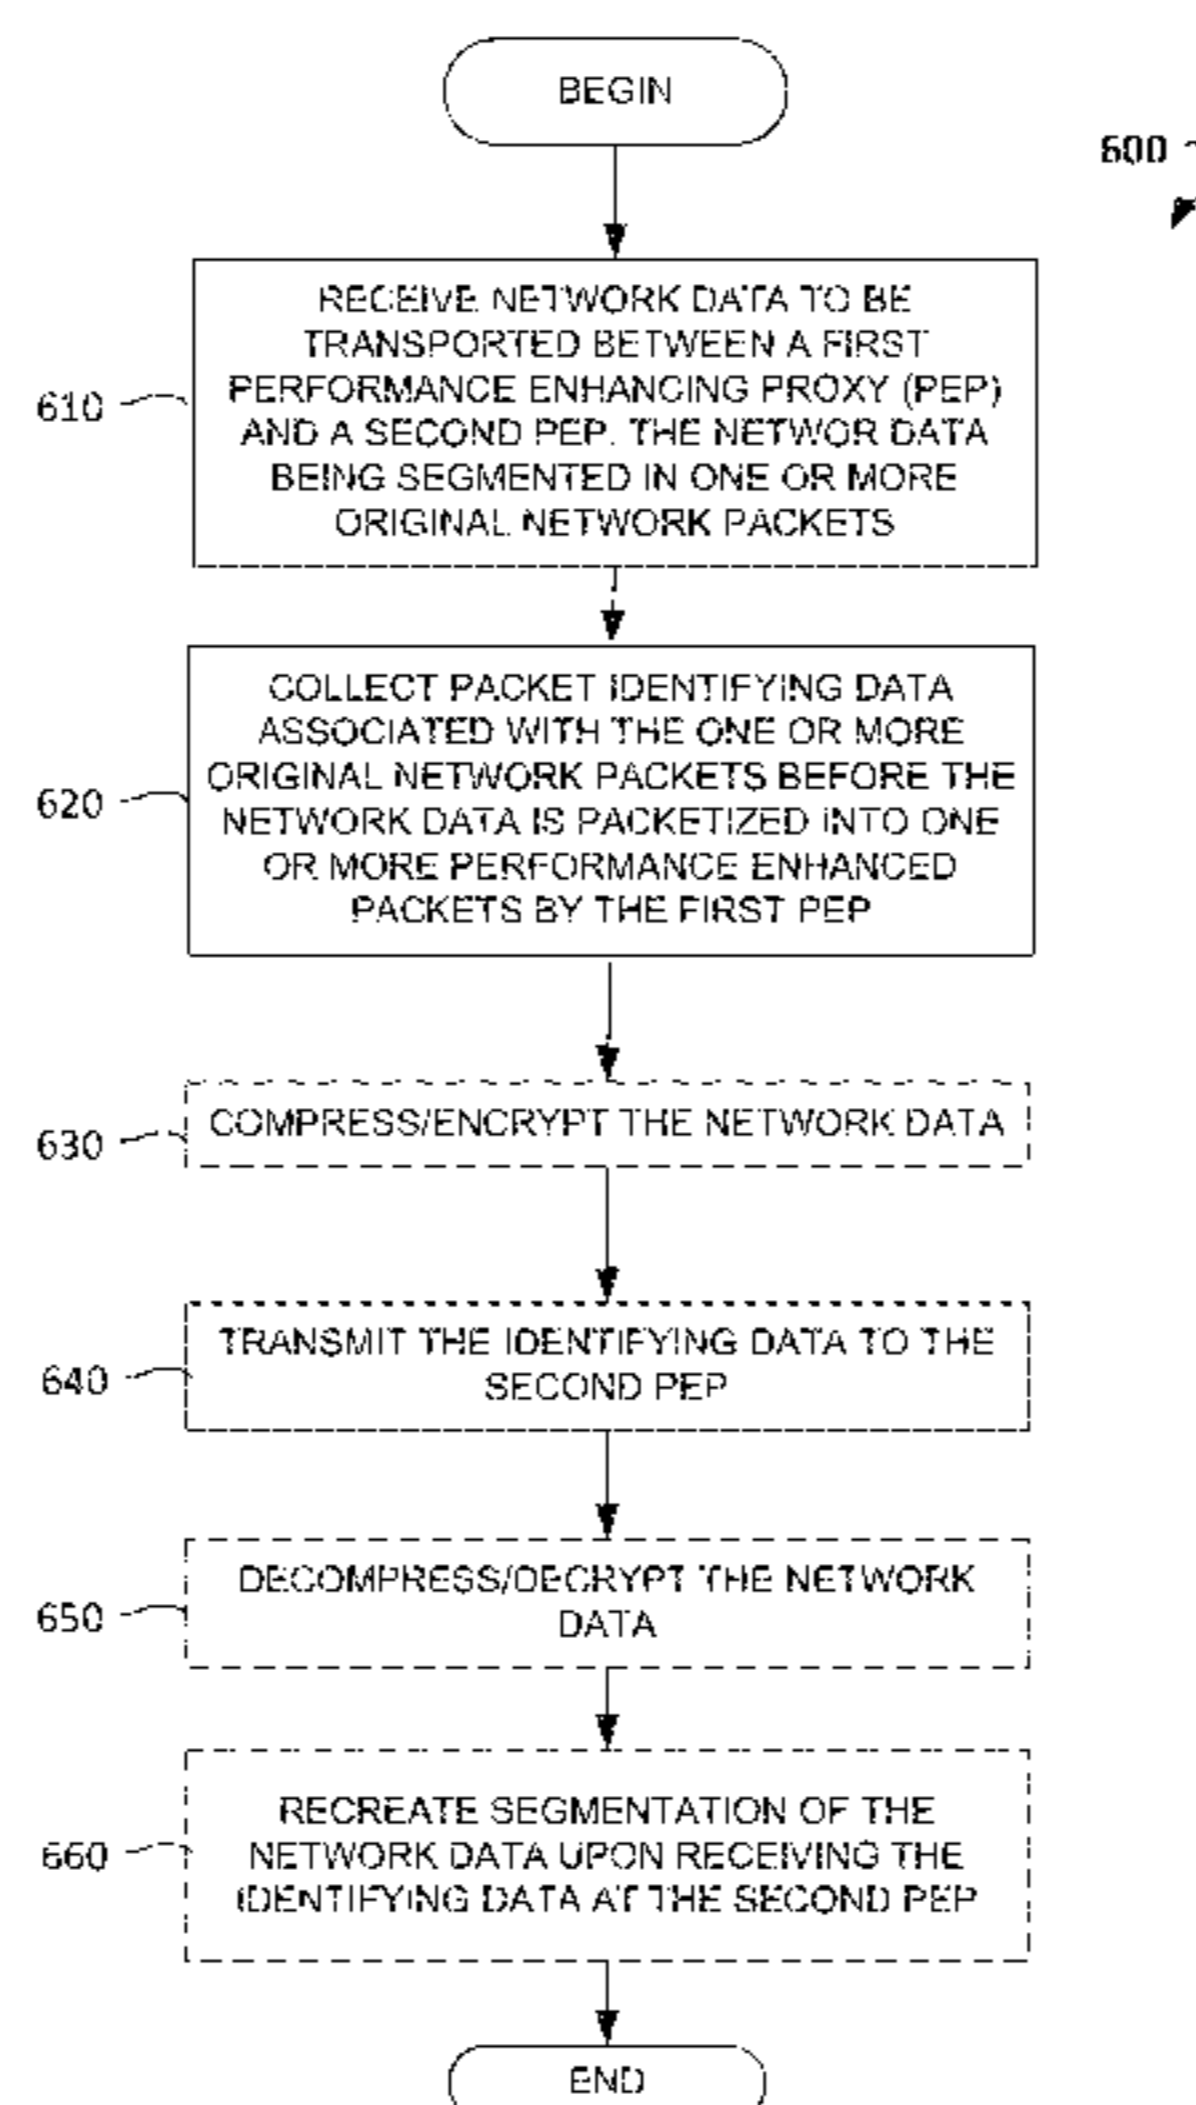 BEGIN
600
RECEIVE NETWORK DATA TO BE
TRANSPORTED BETWEEN A FIRST
PERFORMANCE ENHANCING PROXY (PEP)
AND A SECOND PEP. THE NETWOR DATA
BEING SEGMENTED IN ONE OR MORE
ORIGINAL NETWORK PACKETS
610
COLLECT PACKET IDENTIFYING DATA
ASSOCIATED WITH THE ONE OR MORE
ORIGINAL NETWORK PACKETS BEFORE THE
NETWORK DATA IS PACKETIZED INTO ONE
OR MORE PERFORMANCE ENHANCED
PACKETS BY THE FIRST PEP
620
COMPRESS/ENCRYPT THE NETWORK DATA
630
TRANSMIT THE IDENTIFYING DATA TO THE
SECOND PEP
640
DECOMPRESS/DECRYPT THE NETWORK
DATA
650
RECREATE SEGMENTATION OF THE
NETWORK DATA UPON RECEIVING THE
IDENTIFYING DATA AT THE SECOND PEP
660
END